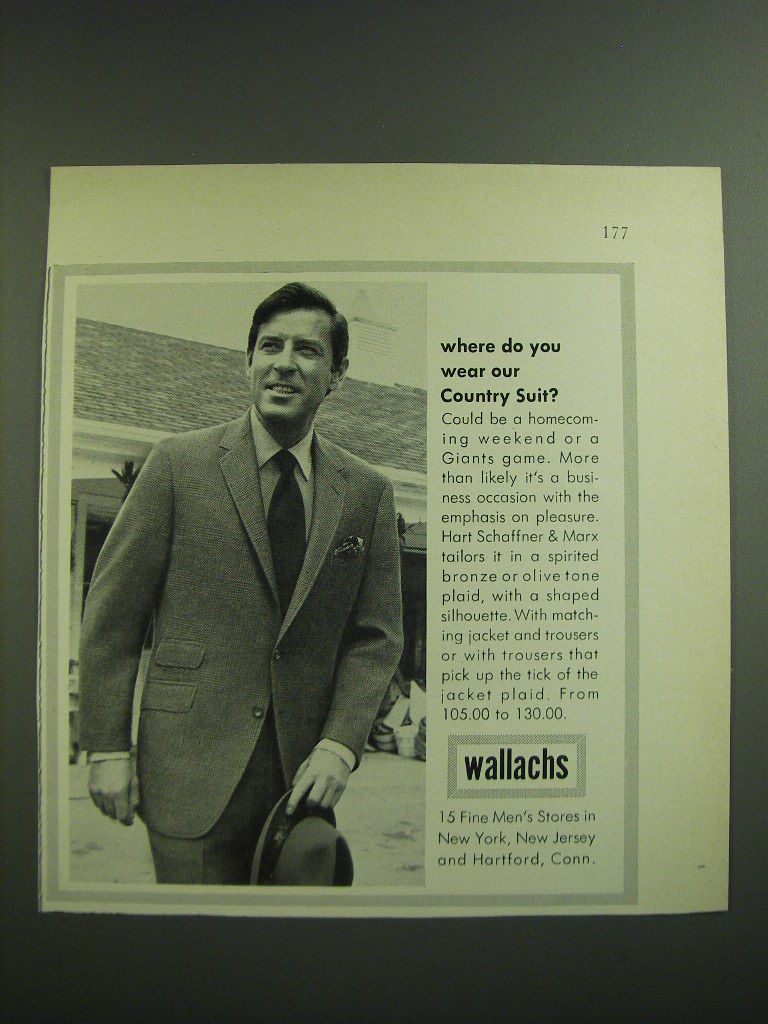 177
where do you
wear our
Country Suit?
Could be a homecom-
ing weekend or a
Giants game. More
than likely it's a busi-
ness occasion with the
emphasis on pleasure.
Hart Schaffner & Marx
tailors it in a spirited
bronze or olive tone
plaid, with a shaped
silhouette. With match-
ing jacket and trousers
or with trousers that
pick up the tick of the
jacket plaid. From
105.00 to 130.00.
wallachs
15 Fine Men's Stores in
New York, New Jersey
and Hartford, Conn.